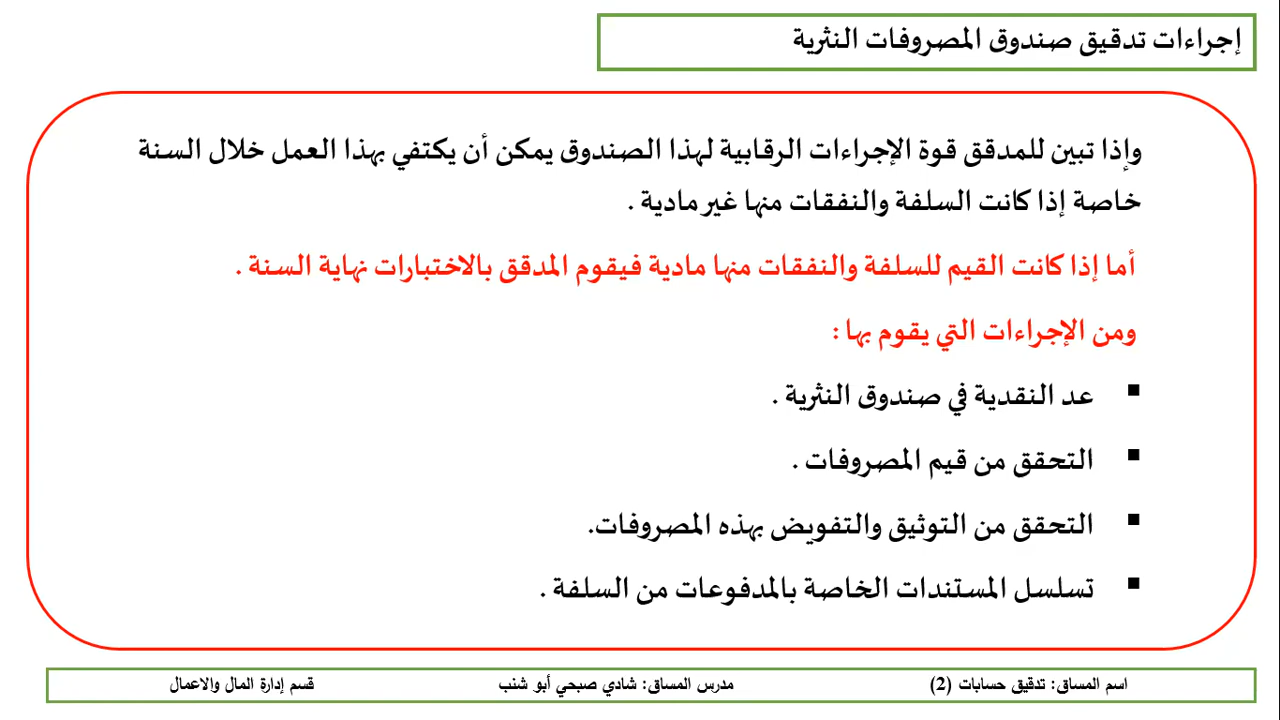 إجراءات تدقيق صندوق المصروفات النثرية
وإذا تبين للمدقق قوة الإجراءات الرقابية لهذا الصندوق يمكن أن يكتفي بهذا العمل خلال السنة
خاصة إذا كانت السلفة والنفقات منها غير مادية .
أما إذا كانت القيم للسلفة والنفقات منها مادية فيقوم المدقق بالاختبارات نهاية السنة .
ومن الإجراءات التي يقوم بها :
▪ عد النقدية في صندوق النثرية .
▪ التحقق من قيم المصروفات .
▪ التحقق من التوثيق والتفويض بهذه المصروفات.
▪ تسلسل المستندات الخاصة بالمدفوعات من السلفة .
اسم المساق: تدقيق حسابات (2) مدرس المساق: شادي صبحي أبو شنب قسم إدارة المال والاعمال